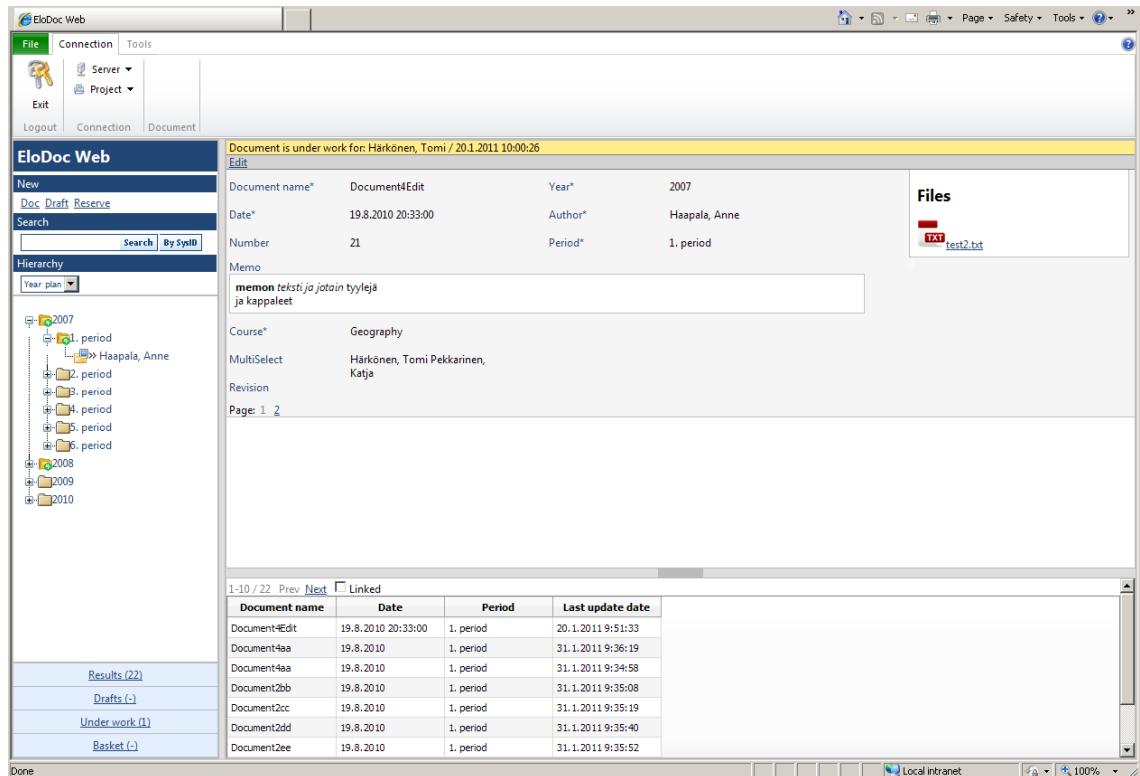 EloDoc Web
Page Safety Tools »
File Connection Tools
Exit
Server
Project
Logout Connection Document
EloDoc Web
New
Doc Draft Reserve
Search
Search By SysID
Hierarchy
Year plan
2007
1. period
» Haapala, Anne
2. period
3. period
4. period
5. period
6. period
2008
2009
2010
Results (22)
Drafts (-)
Under work (1)
Basket (-)
Document is under work for: Härkönen, Tomi / 20.1.2011 10:00:26
Edit
Document name* Document4Edit Year* 2007
Date* 19.8.2010 20:33:00 Author* Haapala, Anne
Number 21 Period* 1. period
Memo
memon teksti ja jotain tyylejä
ja kappaleet
Course* Geography
MultiSelect Härkönen, Tomi Pekkarinen,
Katja
Revision
Page: 1 2
Files
TXT test2.txt
1-10 / 22 Prev Next Linked
Document name Date Period Last update date
Document4Edit 19.8.2010 20:33:00 1. period 20.1.2011 9:51:33
Document4aa 19.8.2010 1. period 31.1.2011 9:36:19
Document4aa 19.8.2010 1. period 31.1.2011 9:34:58
Document2bb 19.8.2010 1. period 31.1.2011 9:35:08
Document2cc 19.8.2010 1. period 31.1.2011 9:35:19
Document2dd 19.8.2010 1. period 31.1.2011 9:35:40
Document2ee 19.8.2010 1. period 31.1.2011 9:35:52
Done Local intranet 100%